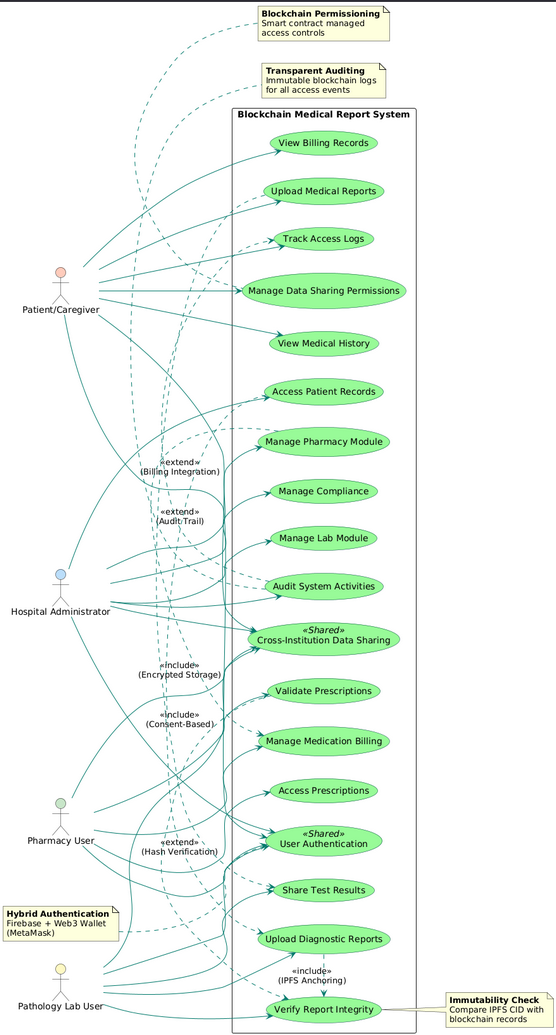 Blockchain Permissioning
Smart contract managed
access controls
Transparent Auditing
Immutable blockchain logs
for all access events
Blockchain Medical Report System
View Billing Records
Upload Medical Reports
Track Access Logs
Manage Data Sharing Permissions
Patient/Caregiver
View Medical History
Access Patient Records
Manage Pharmacy Module
«extend»
(Billing Integration)
Manage Compliance
«extend»
(Audit Trail)
Manage Lab Module
Audit System Activities
Hospital Administrator
«Shared»
Cross-Institution Data Sharing
«include»
(Encrypted Storage)
Validate Prescriptions
«include»
(Consent-Based)
Manage Medication Billing
Access Prescriptions
Pharmacy User
«Shared»
User Authentication
«extend»
(Hash Verification)
Share Test Results
Hybrid Authentication
Firebase + Web3 Wallet
(MetaMask)
Upload Diagnostic Reports
«include»
(IPFS Anchoring)
Pathology Lab User
Verify Report Integrity
Immutability Check
Compare IPFS CID with
blockchain records